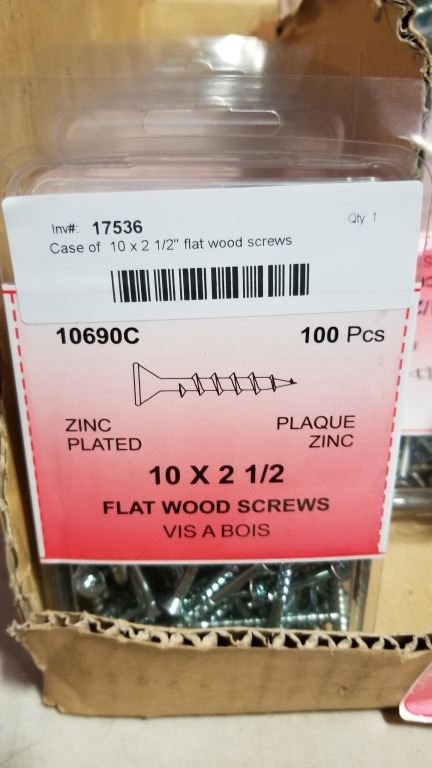 Inv#: 17536 Qty 1
Case of 10 x 2 1/2" flat wood screws
10690C 100 Pcs
ZINC PLATED
PLAQUE ZINC
10 X 2 1/2
FLAT WOOD SCREWS
VIS A BOIS